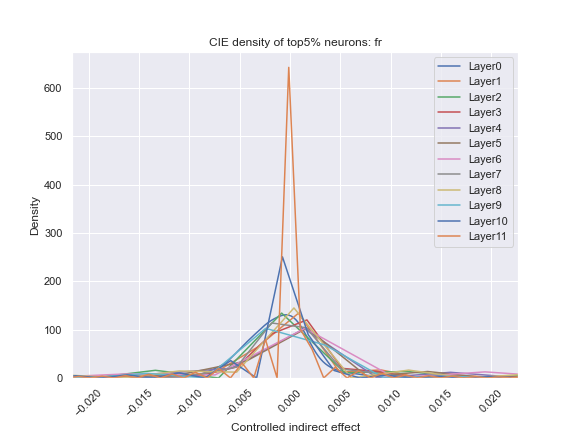 CIE density of top5% neurons: fr
600
500
400
300
200
100
0
Density
Layer0
Layer1
Layer2
Layer3
Layer4
Layer5
Layer6
Layer7
Layer8
Layer9
Layer10
Layer11
−0.020
−0.015
−0.010
−0.005
0.000
0.005
0.010
0.015
0.020
Controlled indirect effect